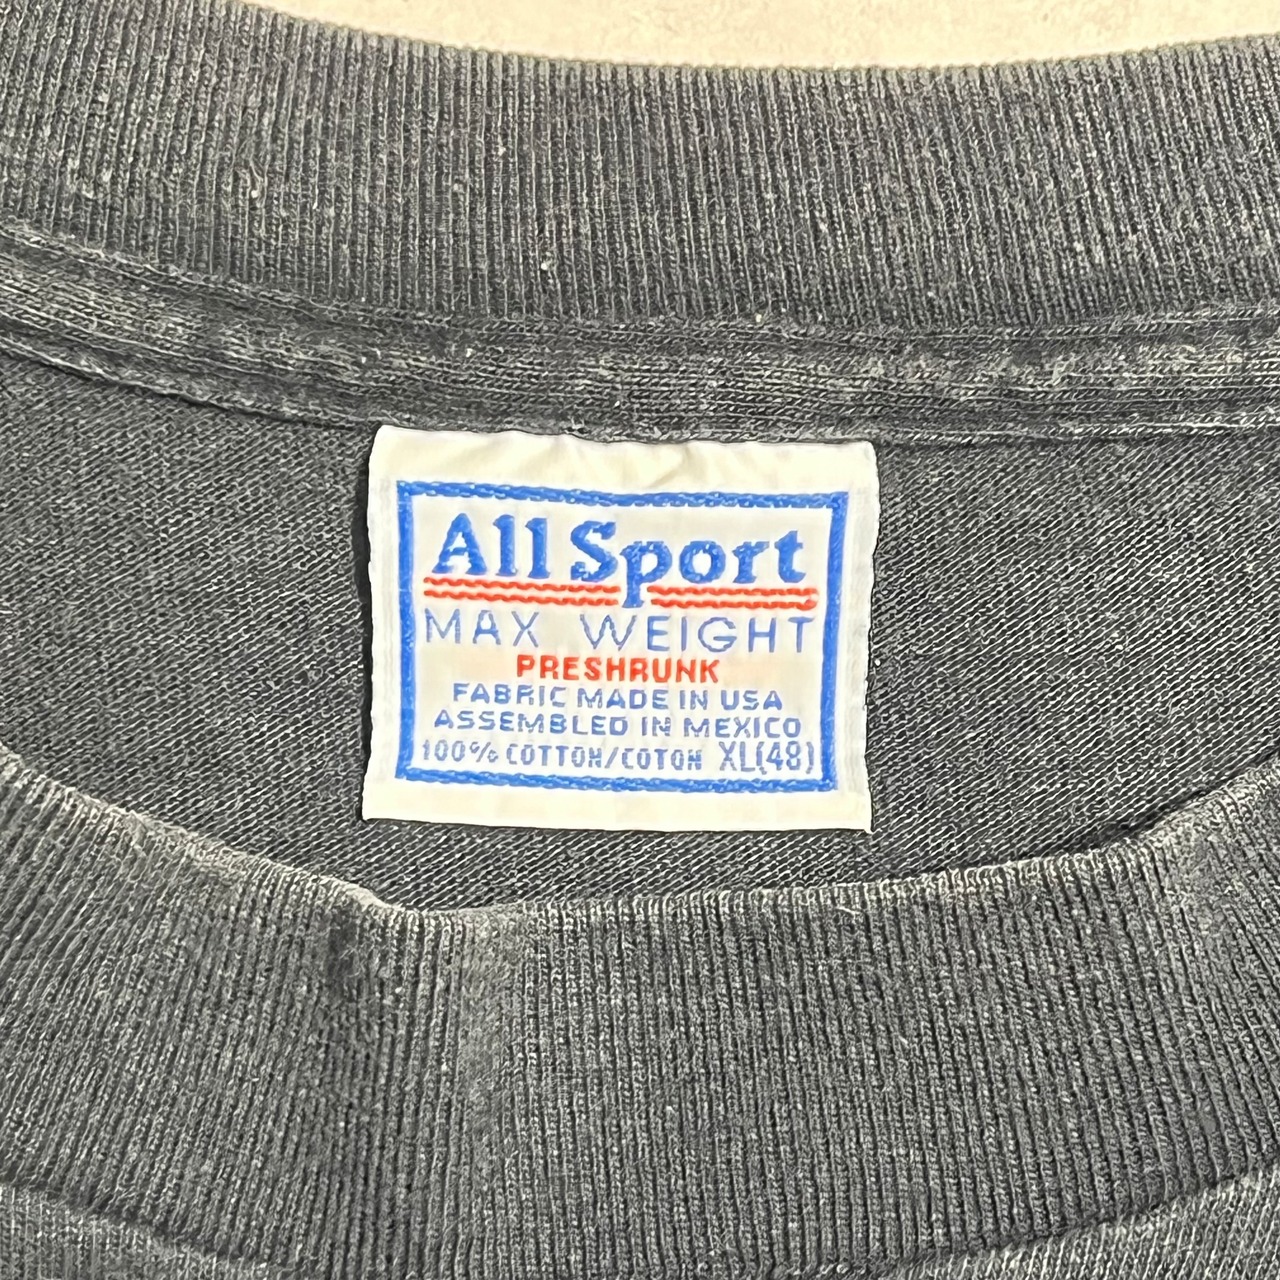 All Sport
MAX WEIGHT
PRESHRUNK
FABRIC MADE IN USA
ASSEMBLED IN MEXICO
100% COTTON/COTON XL(48)